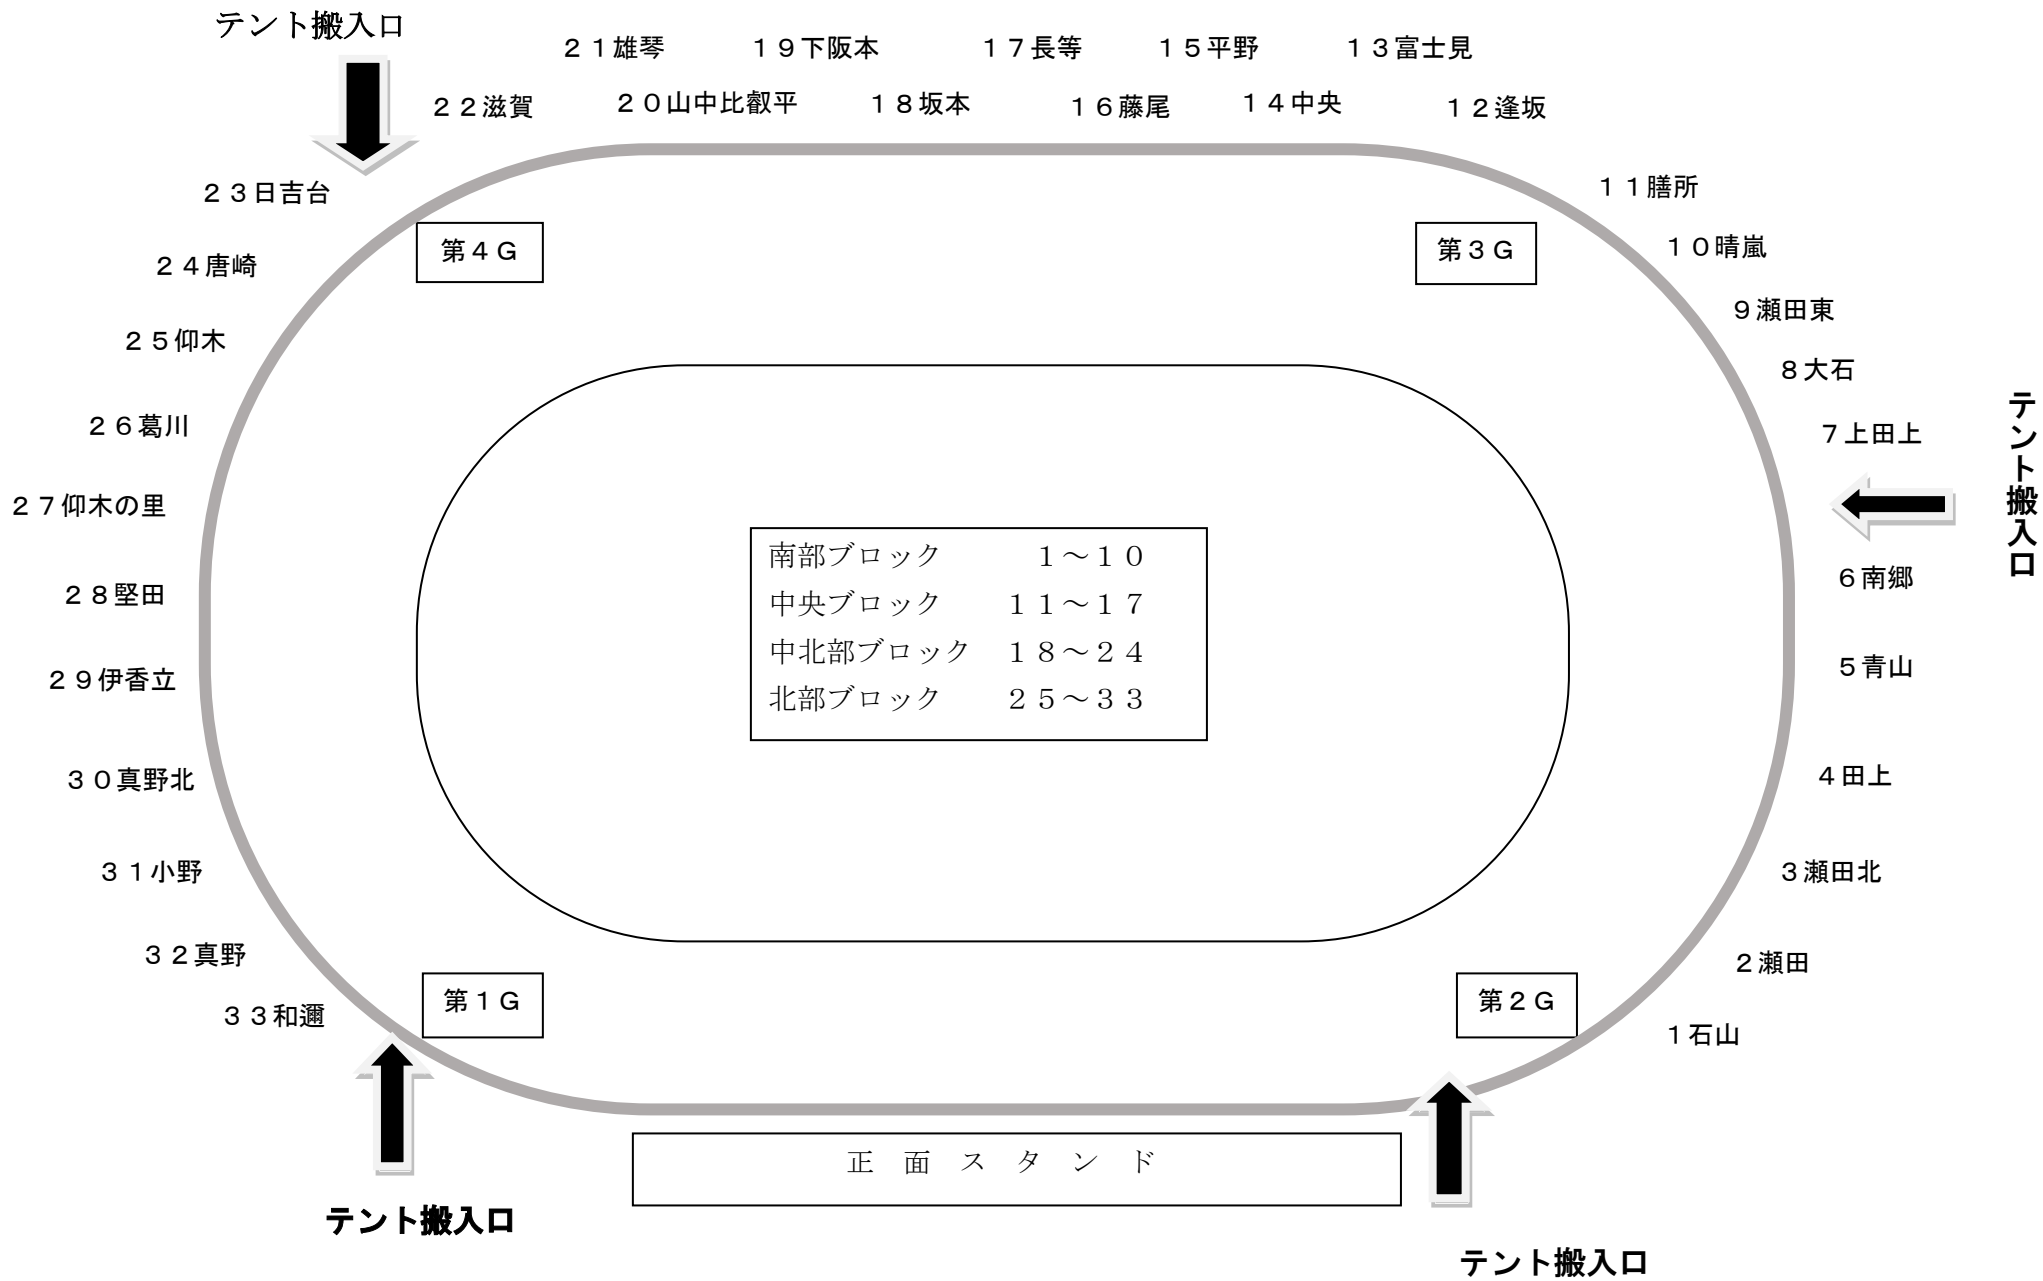 テント搬入口
２１雄琴
１９下阪本
１７長等
１５平野
１３富士見
２２滋賀
２０山中比叡平
１８坂本
１６藤尾
１４中央
１２逢坂
２３日吉台
１１膳所
第４Ｇ
第３Ｇ
１０晴嵐
２４唐崎
９瀬田東
２５仰木
８大石
２６葛川
７上田上
テント搬入口
２７仰木の里
南部ブロック　１～１０
中央ブロック　１１～１７
中北部ブロック　１８～２４
北部ブロック　２５～３３
６南郷
２８堅田
５青山
２９伊香立
４田上
３０真野北
３瀬田北
３１小野
２瀬田
３２真野
第１Ｇ
第２Ｇ
３３和邇
１石山
正　面　ス　タ　ン　ド
テント搬入口
テント搬入口